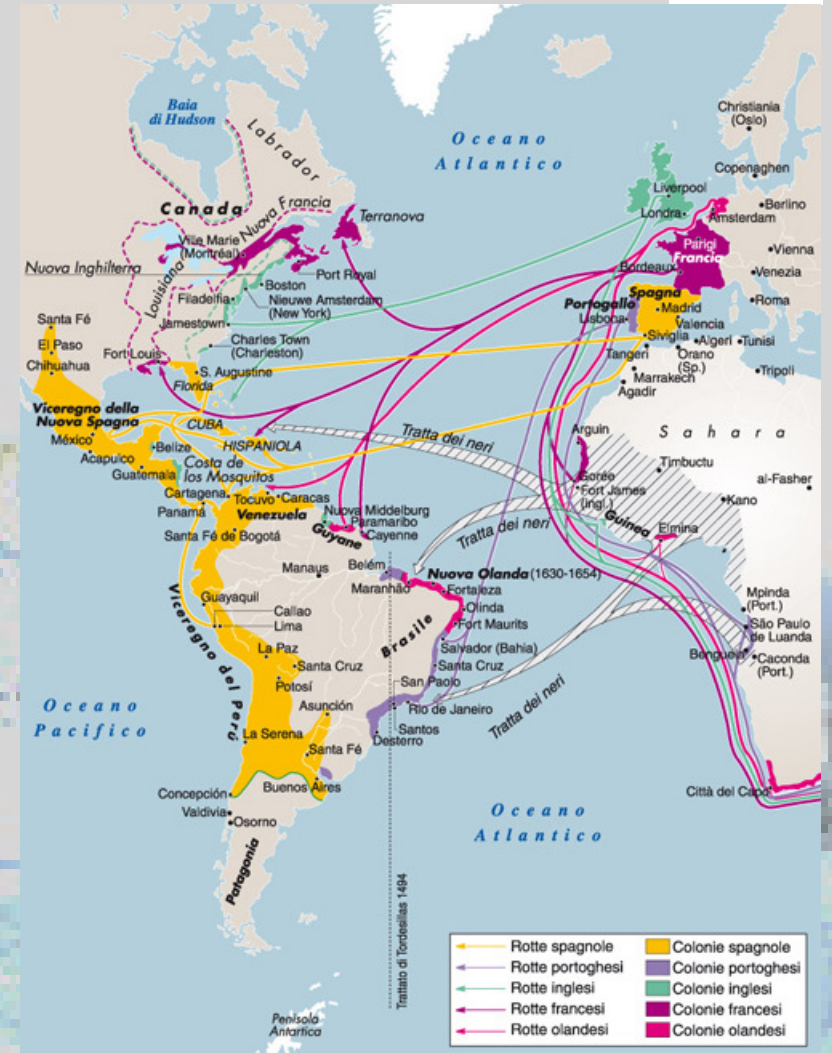 Christiania
(Oslo)
Baia
di Hudson
Labrador
Oceano
Atlantico
Copenaghen
Liverpool
Berlino
Londra
Amsterdam
Canada
Nuova Francia
Terranova
Parigi
Francia
Ville Marie
(Montréal)
Vienna
Nuova Inghilterra
Louisiana
Port Royal
Bordeaux
Venezia
Boston
Spagna
Filadelfia
Nieuwe Amsterdam
(New York)
Portogallo
Madrid
Roma
Lisbona
Santa Fé
Jamestown
Valencia
Siviglia
El Paso
Charles Town
(Charleston)
Algeri
Tunisi
Chihuahua
Fort Louis
Tangeri
Orano
(Sp.)
S. Augustine
Florida
Marrakech
Tripoli
Agadir
Viceregno della
Nuova Spagna
CUBA
Arguin
Sahara
México
Belize
HISPANIOLA
Tratta dei neri
Acapulco
Costa de
los Mosquitos
Timbuctu
Guatemala
Gorée
al-Fasher
Cartagena
Tocuvo
Caracas
Fort James
(ingl.)
Kano
Panamá
Venezuela
Nuova Middelburg
Paramaribo
Guinea
Elmina
Santa Fé de Bogotá
Guyane
Cayenne
Tratta dei neri
Manaus
Belém
Nuova Olanda (1630-1654)
Maranhão
Fortaleza
Mpinda
(Port.)
Guayaquil
Olinda
Callao
Fort Maurits
São Paulo
de Luanda
Lima
Brasile
Viceregno del Perú
La Paz
Salvador (Bahia)
Benguela
Caconda
(Port.)
Santa Cruz
Santa Cruz
Potosí
San Paolo
Oceano
Pacifico
Asunción
Rio de Janeiro
Tratta dei neri
La Serena
Santos
Santa Fé
Desterro
Concepción
Buenos Aires
Città del Capo
Valdivia
Osorno
Oceano
Atlantico
Patagonia
Trattato di Tordesillas 1494
Penisola
Antartica
Rotte spagnole
Colonie spagnole
Rotte portoghesi
Colonie portoghesi
Rotte inglesi
Colonie inglesi
Rotte francesi
Colonie francesi
Rotte olandesi
Colonie olandesi